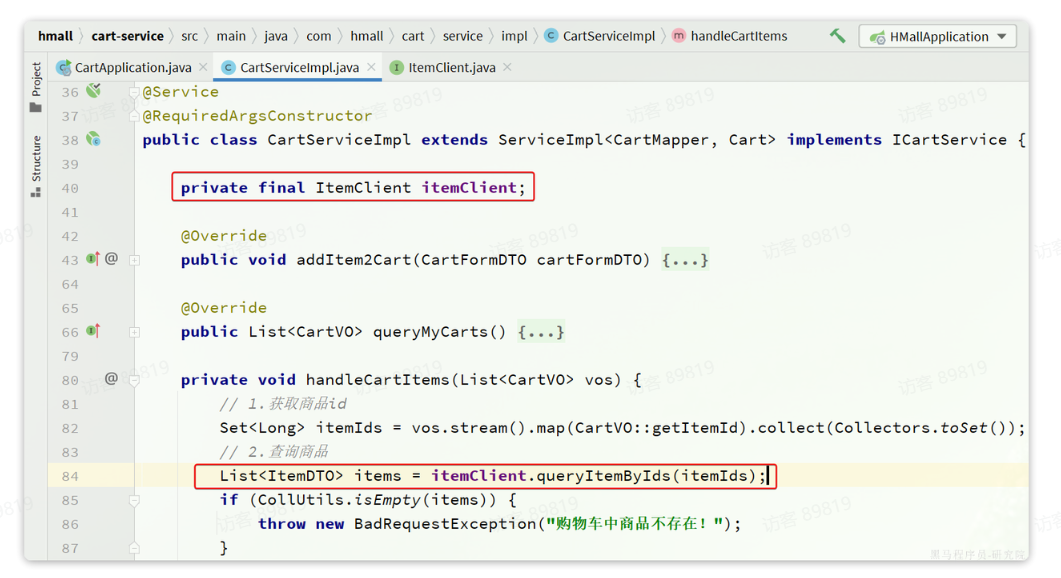 hmall cart-service src main java com hmall cart service impl CartServiceImpl handleCartItems HMallApplication
CartApplication.java CartServiceImpl.java ItemClient.java
Project
Structure
36 @Service
37 @RequiredArgsConstructor
38 public class CartServiceImpl extends ServiceImpl<CartMapper, Cart> implements ICartService {
39
40 private final ItemClient itemClient;
41
42 @Override
43 @ public void addItem2Cart(CartFormDTO cartFormDTO) {...}
64
65 @Override
66 public List<CartVO> queryMyCarts() {...}
79
80 @ private void handleCartItems(List<CartVO> vos) {
81 // 1.获取商品id
82 Set<Long> itemIds = vos.stream().map(CartVO::getItemId).collect(Collectors.toSet());
83 // 2.查询商品
84 List<ItemDTO> items = itemClient.queryItemByIds(itemIds);
85 if (CollUtils.isEmpty(items)) {
86 throw new BadRequestException("购物车中商品不存在！");
87 }
访客 89819
黑马程序员-研究院